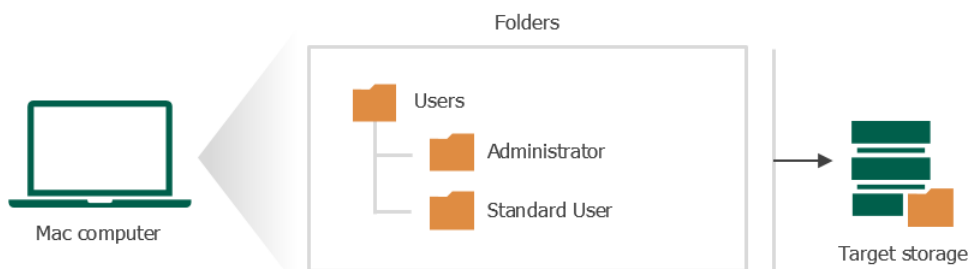 Folders
Users
Administrator
Standard User
Mac computer
Target storage